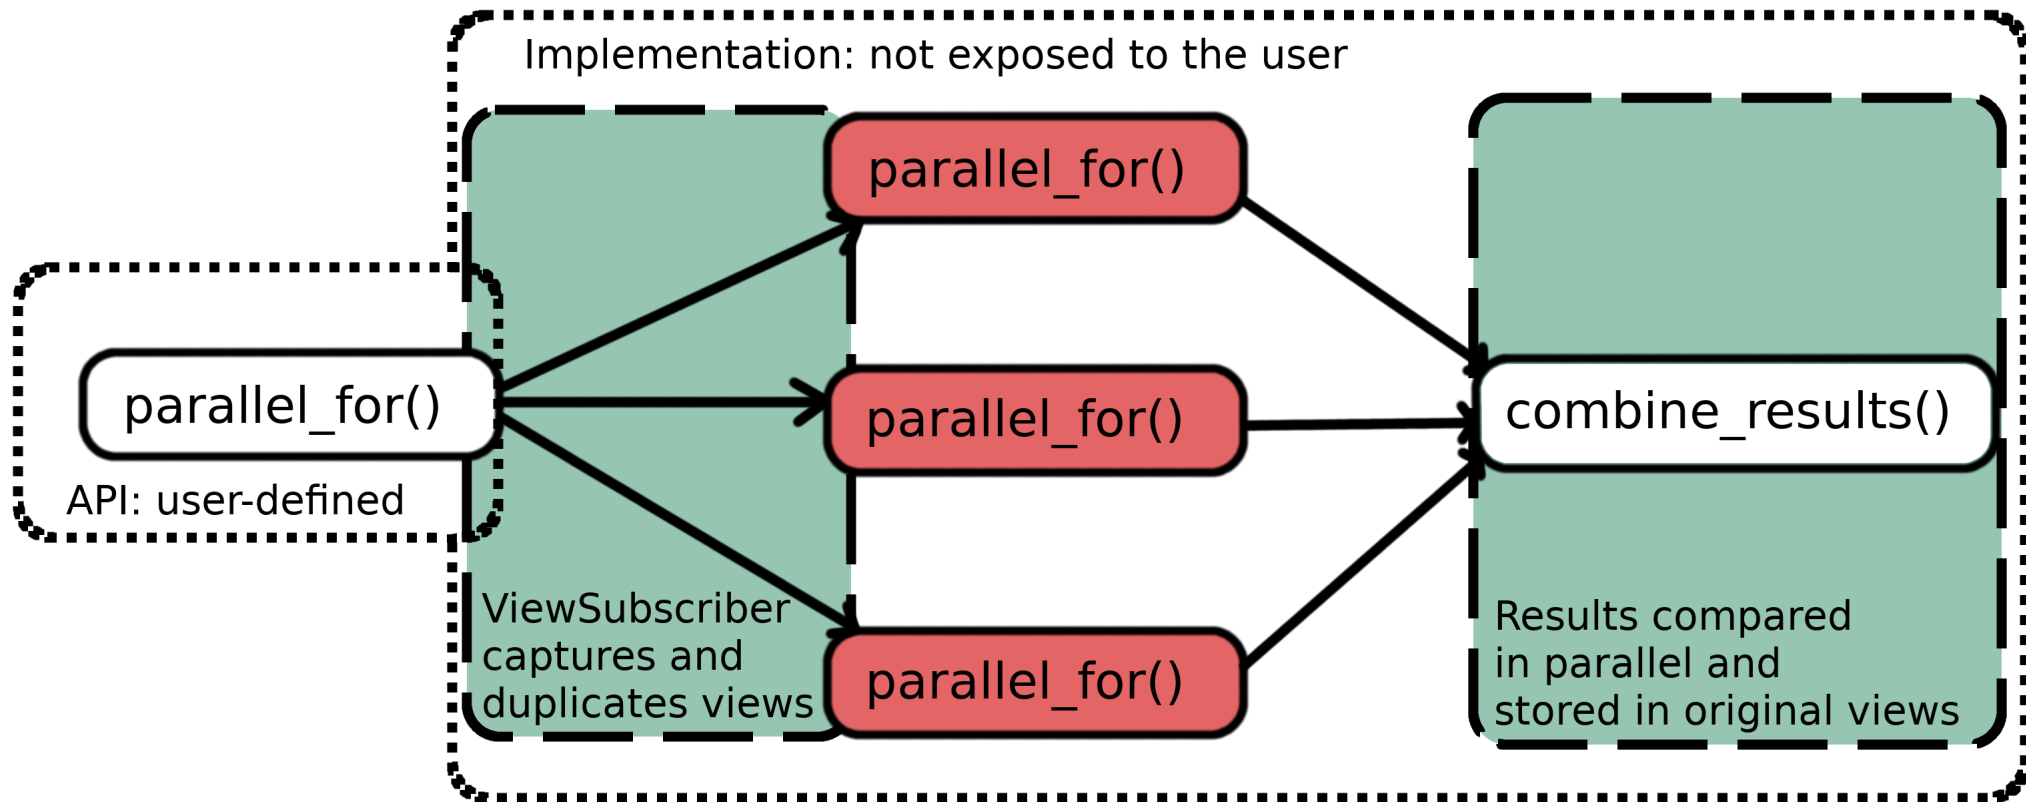 Implementation: not exposed to the user
parallel_for()
API: user-defined
ViewSubscriber
captures and
duplicates views
parallel_for()
parallel_for()
parallel_for()
combine_results()
Results compared
in parallel and
stored in original views